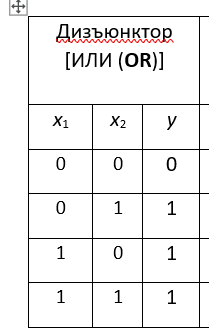 Дизъюнктор
[ИЛИ (OR)]
x₁ x₂ y
0 0 0
0 1 1
1 0 1
1 1 1